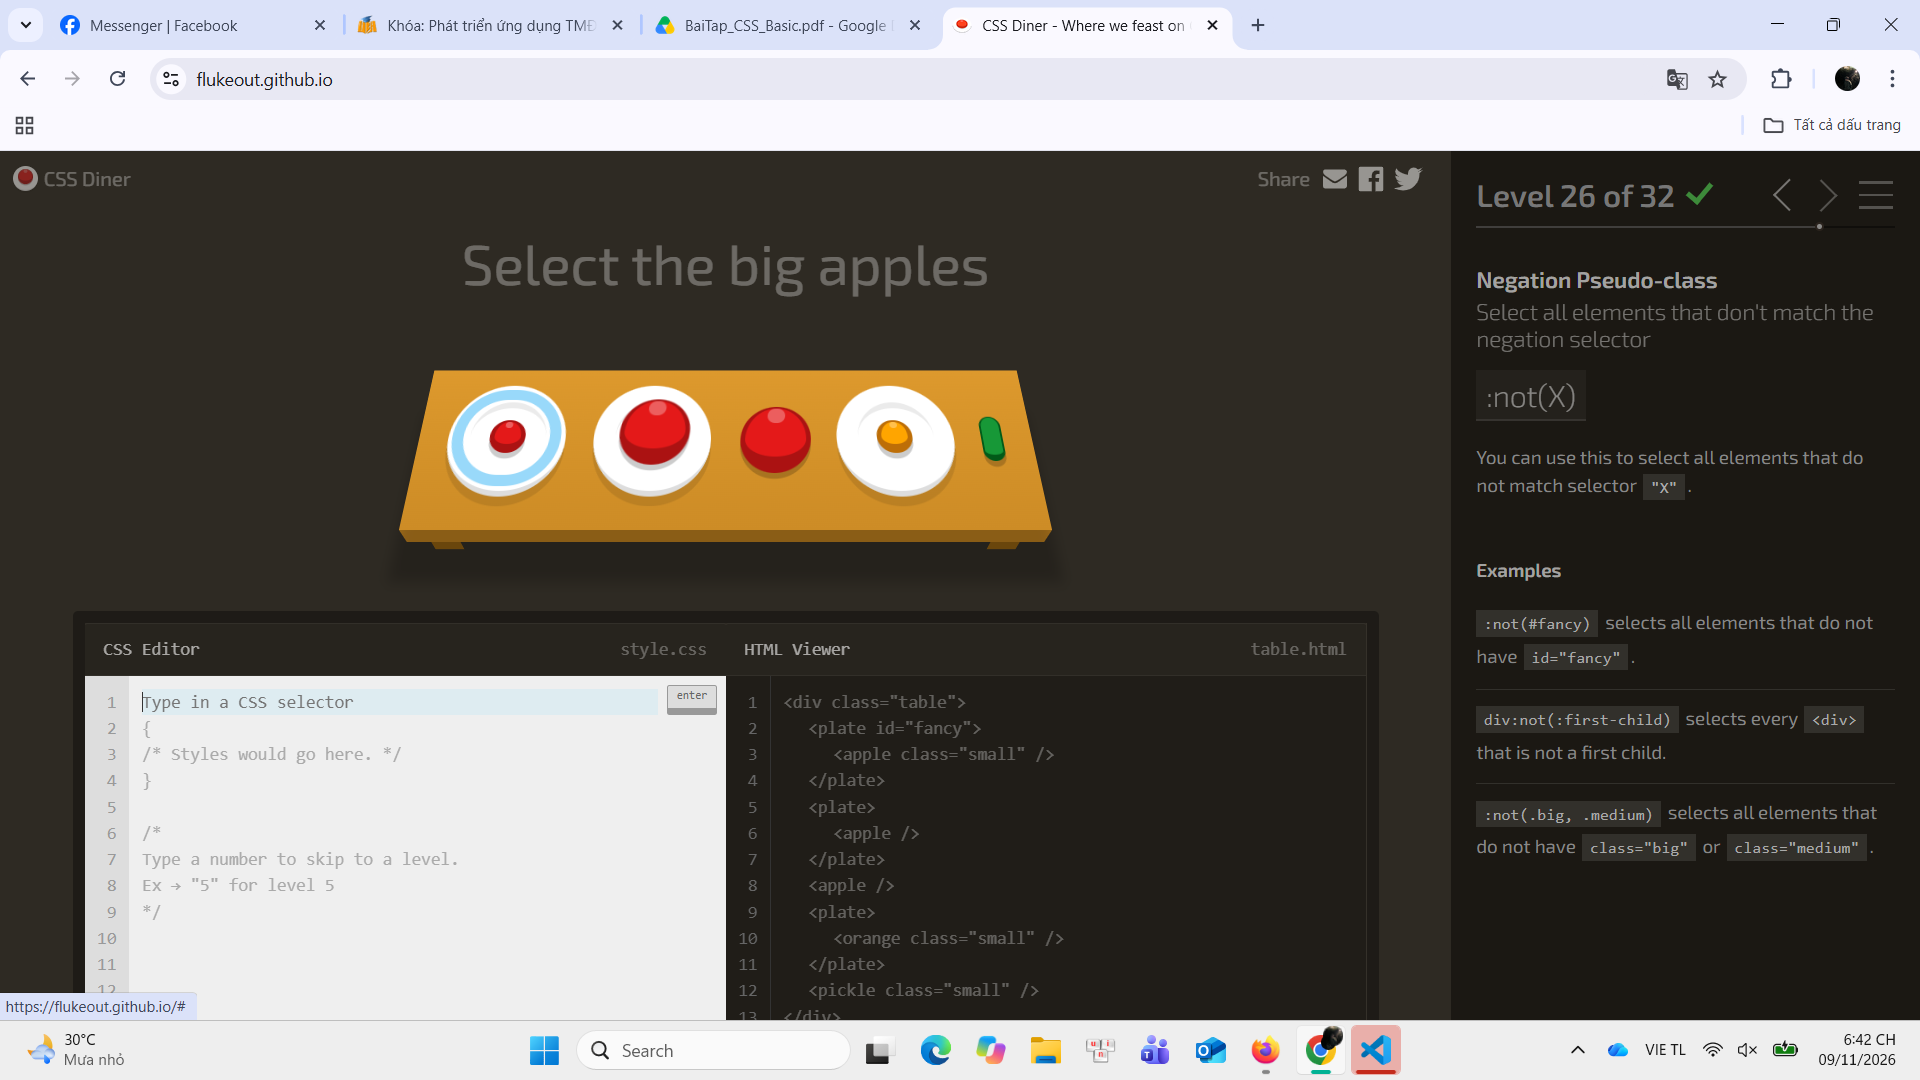 Messenger | Facebook
Khóa: Phát triển ứng dụng TMĐ
BaiTap_CSS_Basic.pdf - Google
CSS Diner - Where we feast on
flukeout.github.io
Tất cả dấu trang
CSS Diner
Share
Select the big apples
CSS Editor
style.css
1 Type in a CSS selector
enter
2 {
3 /* Styles would go here. */
4 }
5
6 /*
7 Type a number to skip to a level.
8 Ex → "5" for level 5
9 */
10
11
12
HTML Viewer
table.html
1 <div class="table">
2 <plate id="fancy">
3 <apple class="small" />
4 </plate>
5 <plate>
6 <apple />
7 </plate>
8 <apple />
9 <plate>
10 <orange class="small" />
11 </plate>
12 <pickle class="small" />
13 </div>
Level 26 of 32
Negation Pseudo-class
Select all elements that don't match the
negation selector
:not(X)
You can use this to select all elements that do
not match selector "X" .
Examples
:not(#fancy) selects all elements that do not
have id="fancy" .
div:not(:first-child) selects every <div>
that is not a first child.
:not(.big, .medium) selects all elements that
do not have class="big" or class="medium" .
https://flukeout.github.io/#
30°C
Mưa nhỏ
Search
VIE TL
6:42 CH
09/11/2026